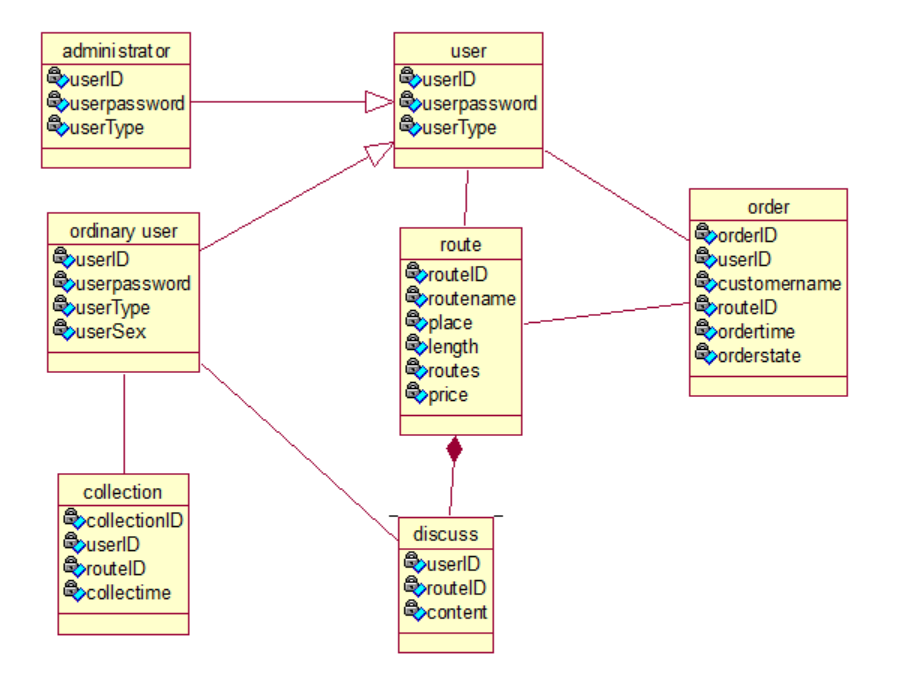 administrator
userID
userpassword
userType
user
userID
userpassword
userType
ordinary user
userID
userpassword
userType
userSex
route
routeID
routename
place
length
routes
price
order
orderID
userID
customername
routeID
ordertime
orderstate
collection
collectionID
userID
routeID
collectime
discuss
userID
routeID
content